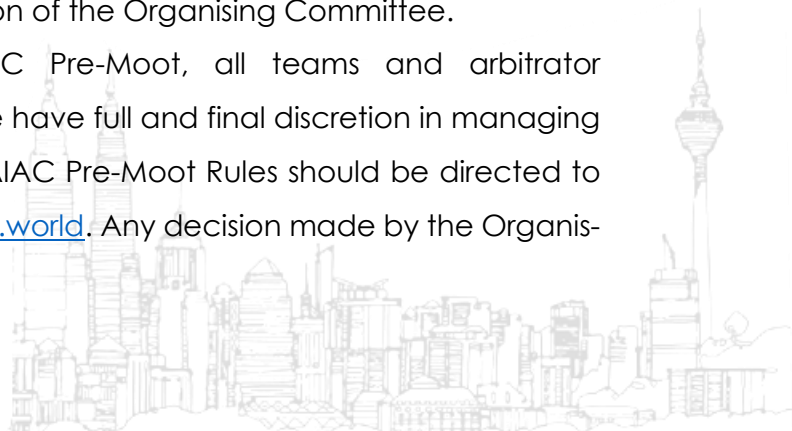 on of the Organising Committee.
C Pre-Moot, all teams and arbitrator
e have full and final discretion in managing
AIAC Pre-Moot Rules should be directed to
.world. Any decision made by the Organis-